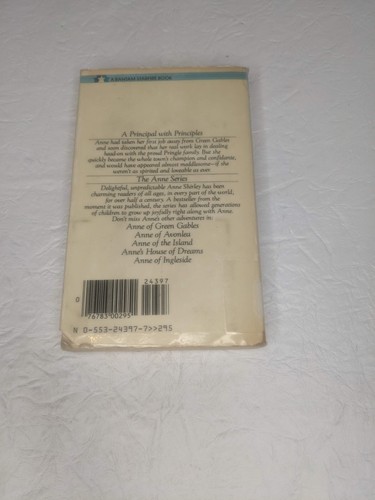 A BANTAM STARFIRE BOOK
A Principal with Principles
Anne had taken her first job away from Green Gables
and soon discovered that her real work lay in dealing
head-on with the proud Pringle family. But she
quickly became the whole town's champion and confidante,
and would have appeared almost meddlesome—if she
weren't as spirited and loveable as ever.
The Anne Series
Delightful, unpredictable Anne Shirley has been
charming readers of all ages, in every part of the world,
for over half a century. A bestseller from the
moment it was published, the series has allowed generations
of children to grow up joyfully right along with Anne.
Don't miss Anne's other adventures in:
Anne of Green Gables
Anne of Avonlea
Anne of the Island
Anne's House of Dreams
Anne of Ingleside
24397
0
76783 00295
N 0-553-24397-7>>295